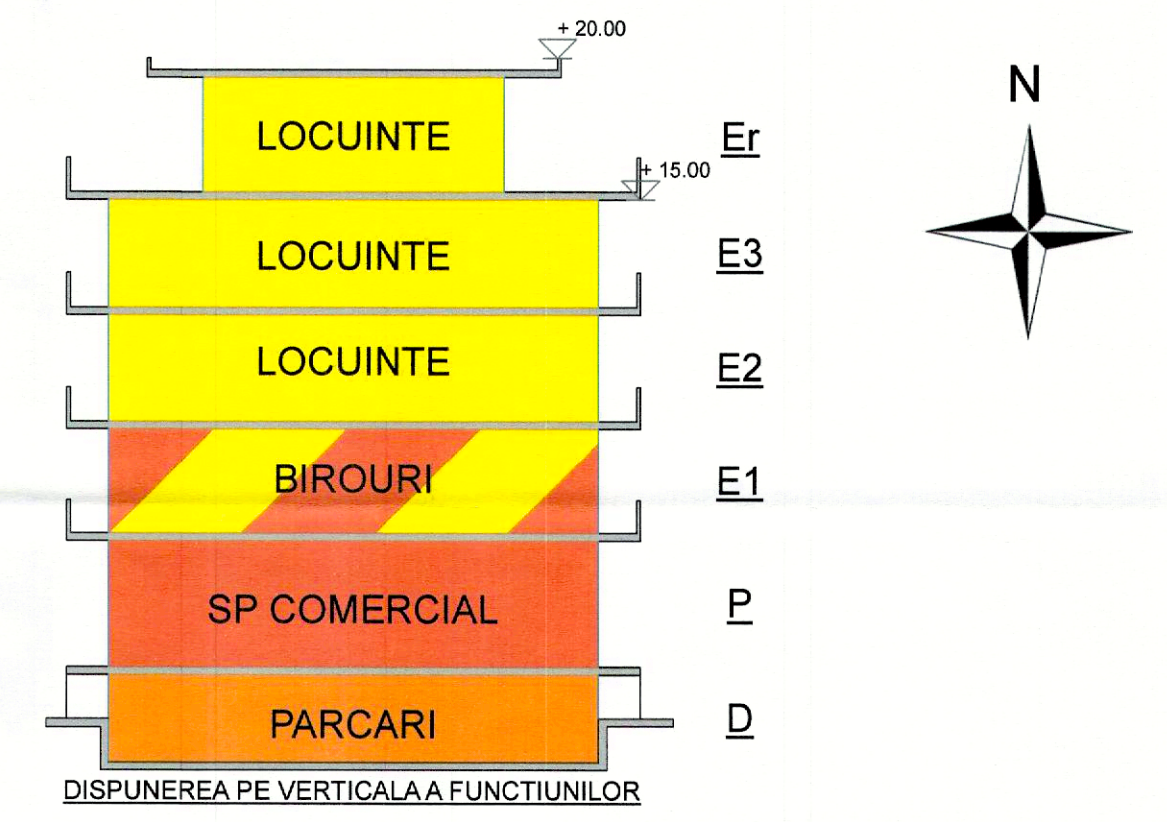 + 20.00
N
LOCUINTE
Er
+ 15.00
LOCUINTE
E3
LOCUINTE
E2
BIROURI
E1
SP COMERCIAL
P
PARCARI
D
DISPUNEREA PE VERTICALA A FUNCTIUNILOR